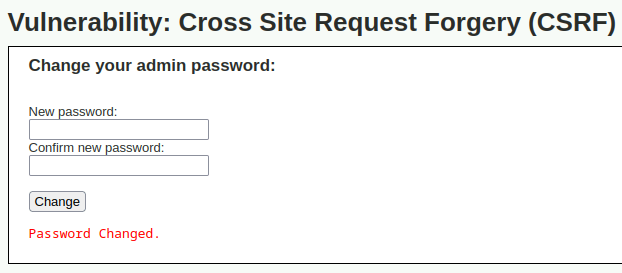 Vulnerability: Cross Site Request Forgery (CSRF)
Change your admin password:
New password:
Confirm new password:
Change
Password Changed.